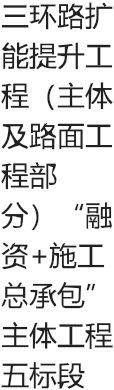 三环路扩
能提升工
程（主体
及路面工
程部
分）“融
资+施工
总承包”
主体工程
五标段